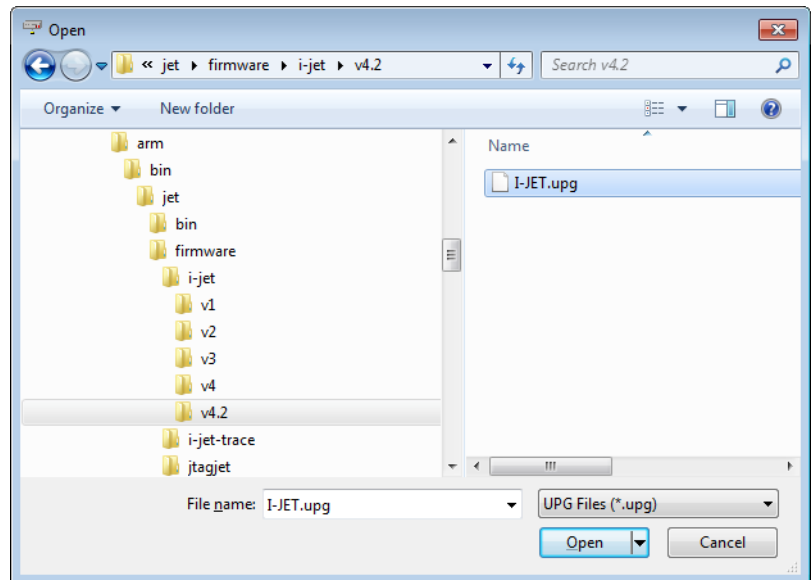 Open
« jet firmware i-jet v4.2
Search v4.2
Organize New folder
arm
bin
jet
bin
firmware
i-jet
v1
v2
v3
v4
v4.2
i-jet-trace
jtagjet
Name
I-JET.upg
File name: I-JET.upg
UPG Files (*.upg)
Open Cancel